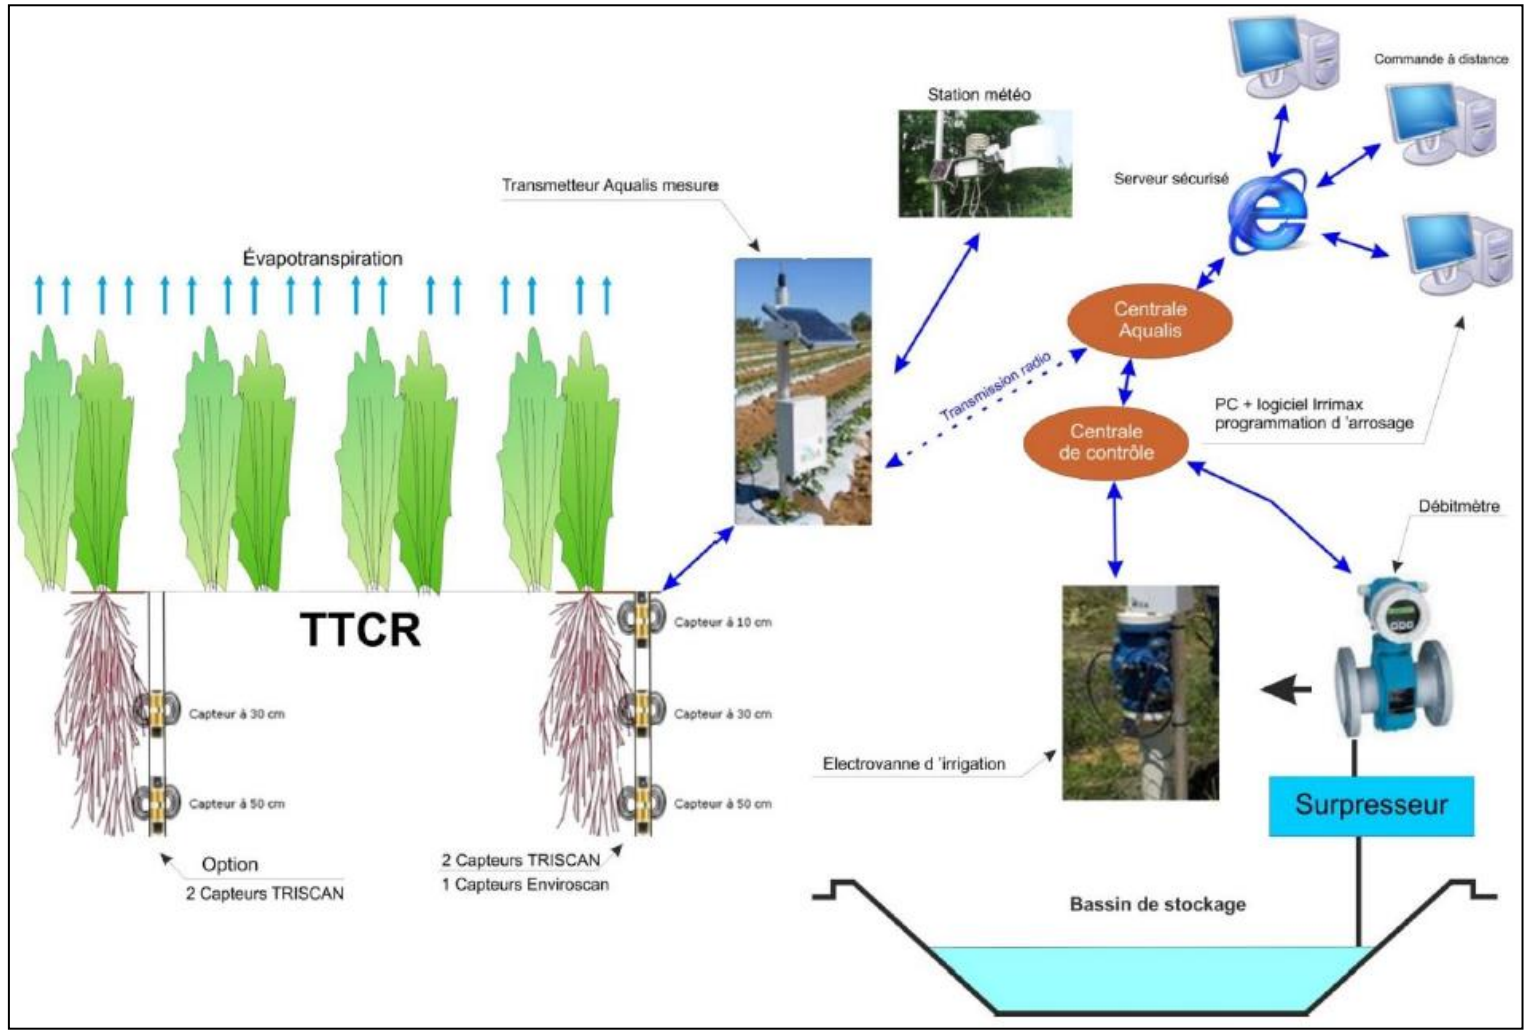 Commande à distance
Station météo
Serveur sécurisé
Transmetteur Aqualis mesure
Évapotranspiration
Centrale
Aqualis
Transmission radio
PC + logiciel Irrimax
programmation d 'arrosage
Centrale
de contrôle
Débitmètre
TTCR
Capteur à 10 cm
Capteur à 30 cm
Capteur à 30 cm
Capteur à 50 cm
Capteur à 50 cm
Electrovanne d 'irrigation
Surpresseur
Option
2 Capteurs TRISCAN
2 Capteurs TRISCAN
1 Capteurs Enviroscan
Bassin de stockage